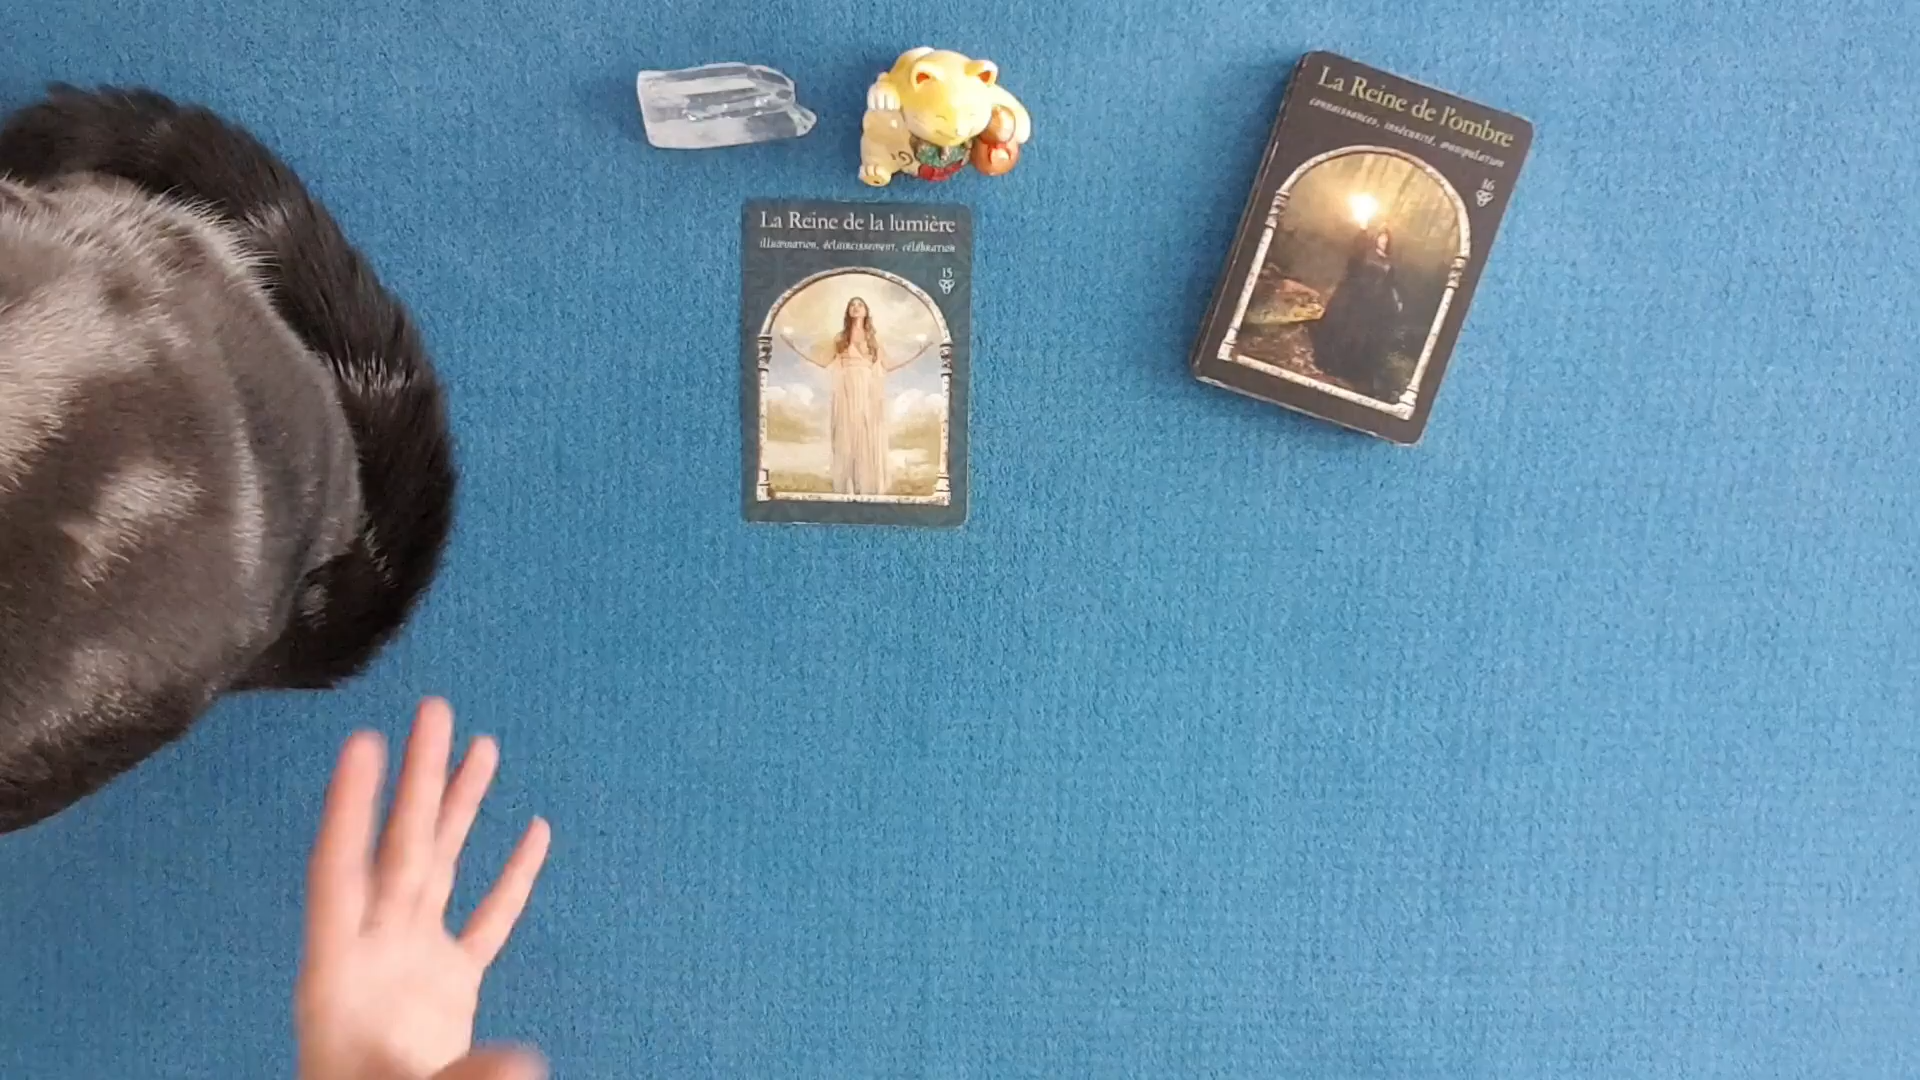 La Reine de la lumière
illumination, éclaircissement, célébration
15
La Reine de l'ombre
connaissances, insécurité, manipulation
16